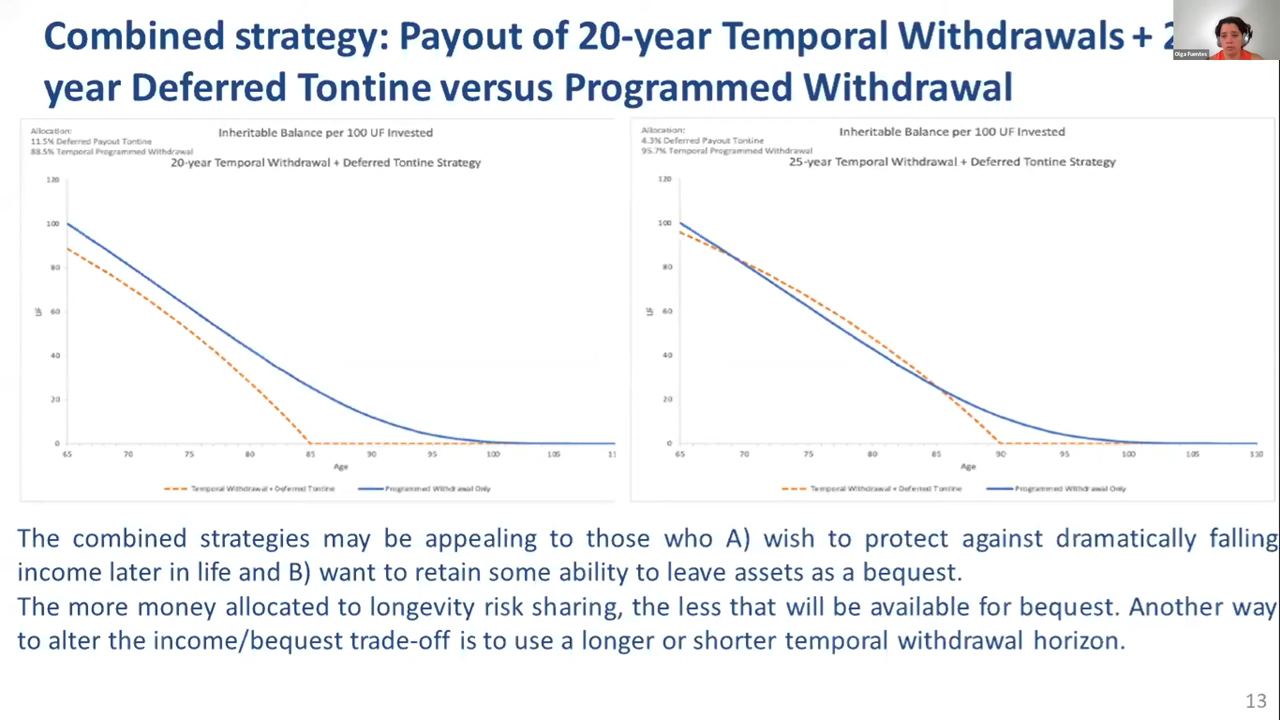 Combined strategy: Payout of 20-year Temporal Withdrawals + 2
year Deferred Tontine versus Programmed Withdrawal
Olga Fuentes
Allocation:
11.5% Deferred Payout Tontine
88.5% Temporal Programmed Withdrawal
Inheritable Balance per 100 UF Invested
20-year Temporal Withdrawal + Deferred Tontine Strategy
120
100
80
60
40
20
0
UF
65 70 75 80 85 90 95 100 105 11
Age
Temporal Withdrawal + Deferred Tontine
Programmed Withdrawal Only
Allocation:
4.3% Deferred Payout Tontine
95.7% Temporal Programmed Withdrawal
Inheritable Balance per 100 UF Invested
25-year Temporal Withdrawal + Deferred Tontine Strategy
120
100
80
60
40
20
0
UF
65 70 75 80 85 90 95 100 105 110
Age
Temporal Withdrawal + Deferred Tontine
Programmed Withdrawal Only
The combined strategies may be appealing to those who A) wish to protect against dramatically falling
income later in life and B) want to retain some ability to leave assets as a bequest.
The more money allocated to longevity risk sharing, the less that will be available for bequest. Another way
to alter the income/bequest trade-off is to use a longer or shorter temporal withdrawal horizon.
13